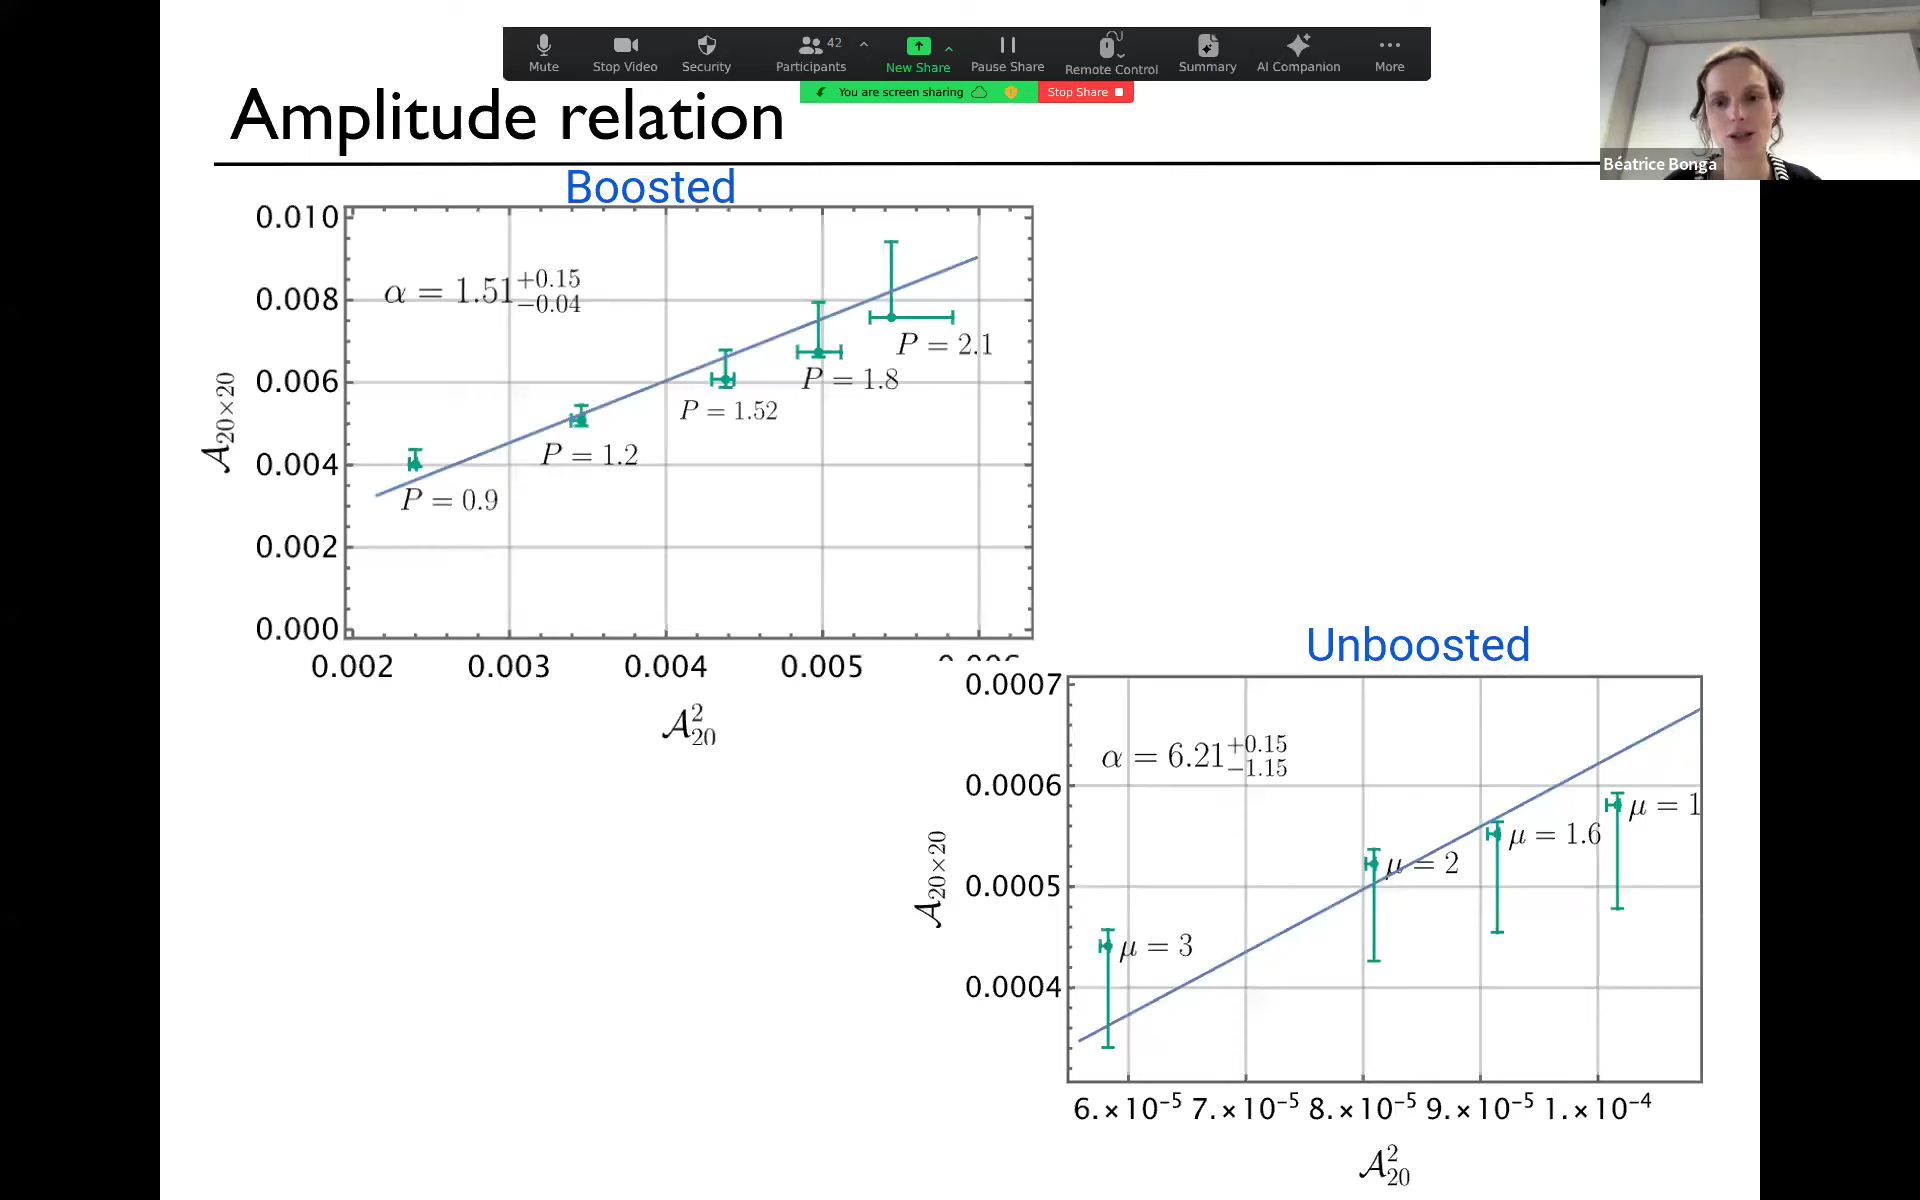 Mute
Stop Video
Security
Participants 42
New Share
Pause Share
Remote Control
Summary
AI Companion
More
You are screen sharing
Stop Share
Béatrice Bonga
Amplitude relation
Boosted
0.010
0.008
0.006
0.004
0.002
0.000
𝒜₂₀ₓ₂₀
α = 1.51 +0.15 −0.04
P = 2.1
P = 1.8
P = 1.52
P = 1.2
P = 0.9
0.002 0.003 0.004 0.005
𝒜²₂₀
Unboosted
0.0007
0.0006
0.0005
0.0004
𝒜₂₀ₓ₂₀
α = 6.21 +0.15 −1.15
μ = 1
μ = 1.6
μ = 2
μ = 3
6.×10⁻⁵ 7.×10⁻⁵ 8.×10⁻⁵ 9.×10⁻⁵ 1.×10⁻⁴
𝒜²₂₀